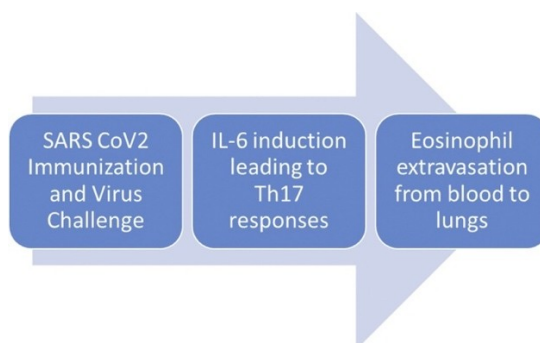 SARS CoV2
Immunization
and Virus
Challenge
IL-6 induction
leading to
Th17
responses
Eosinophil
extravasation
from blood to
lungs